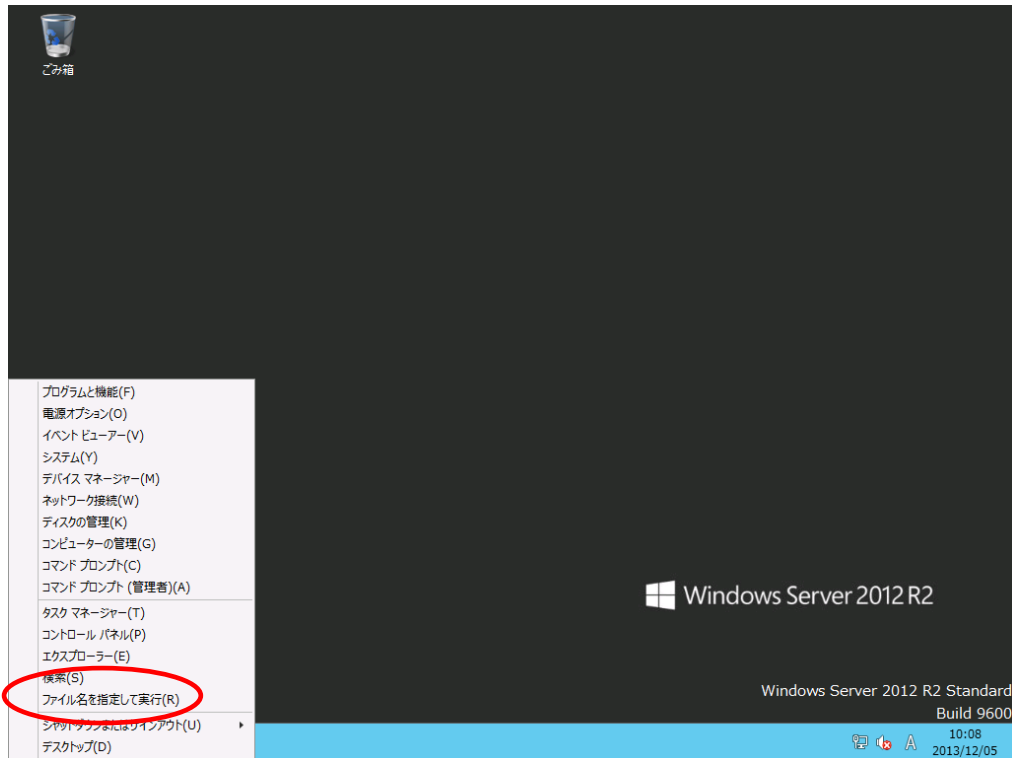 ごみ箱
プログラムと機能(F)
電源オプション(O)
イベント ビューアー(V)
システム(Y)
デバイス マネージャー(M)
ネットワーク接続(W)
ディスクの管理(K)
コンピューターの管理(G)
コマンド プロンプト(C)
コマンド プロンプト (管理者)(A)
タスク マネージャー(T)
コントロール パネル(P)
エクスプローラー(E)
検索(S)
ファイル名を指定して実行(R)
シャットダウンまたはサインアウト(U)
デスクトップ(D)
Windows Server 2012 R2
Windows Server 2012 R2 Standard
Build 9600
A
10:08
2013/12/05